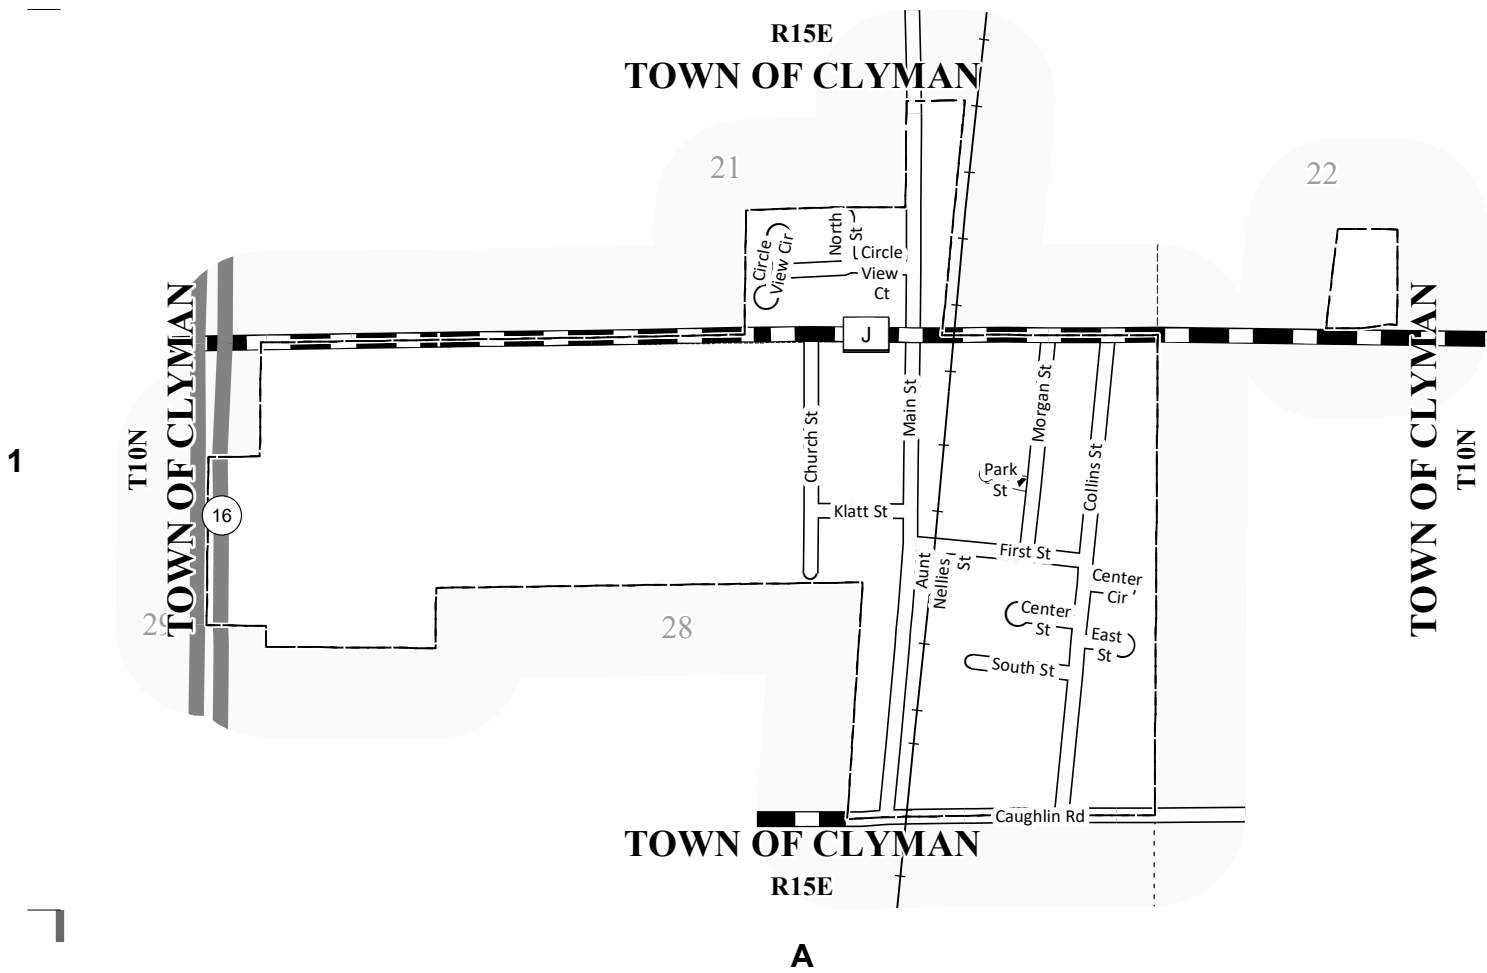 R15E
TOWN OF CLYMAN
21
22
North
St
Circle
View Cir
Circle
View
Ct
J
TOWN OF CLYMAN
T10N
TOWN OF CLYMAN
T10N
1
16
Church St
Main St
Morgan St
Collins St
Park
St
Klatt St
First St
Aunt
Nellies
St
Center
Cir
Center
St
East
St
South St
29
28
Caughlin Rd
TOWN OF CLYMAN
R15E
A